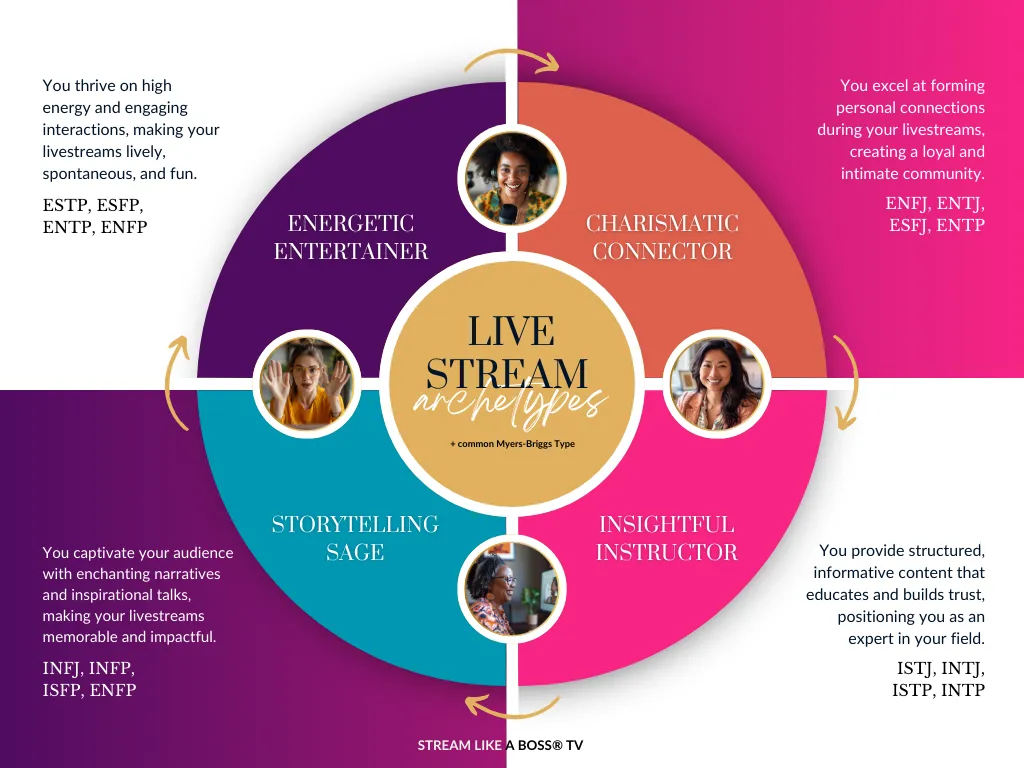 You thrive on high
energy and engaging
interactions, making your
livestreams lively,
spontaneous, and fun.
ESTP, ESFP,
ENTP, ENFP
ENERGETIC
ENTERTAINER
You excel at forming
personal connections
during your livestreams,
creating a loyal and
intimate community.
ENFJ, ENTJ,
ESFJ, ENTP
CHARISMATIC
CONNECTOR
LIVE
STREAM
archetypes
+ common Myers-Briggs Type
STORYTELLING
SAGE
You captivate your audience
with enchanting narratives
and inspirational talks,
making your livestreams
memorable and impactful.
INFJ, INFP,
ISFP, ENFP
INSIGHTFUL
INSTRUCTOR
You provide structured,
informative content that
educates and builds trust,
positioning you as an
expert in your field.
ISTJ, INTJ,
ISTP, INTP
STREAM LIKE A BOSS® TV